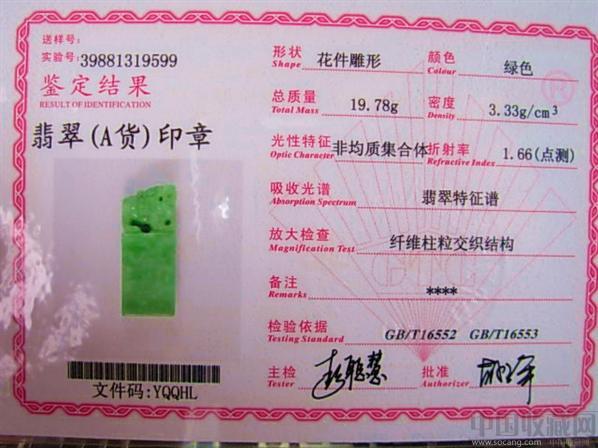 送样号:
实验号: 39881319599
鉴定结果
RESULT OF IDENTIFICATION
翡翠(A货)印章
文件码: YQQHL
形状 花件雕形 颜色 绿色
Shape Colour
总质量 19.78g 密度 3.33g/cm³
Total Mass Density
光性特征 非均质集合体 折射率 1.66(点测)
Optic Character Refractive Index
吸收光谱 翡翠特征谱
Absorption Spectrum
放大检查 纤维柱粒交织结构
Magnification Test
备注 ****
Remarks
检验依据 GB/T16552 GB/T16553
Testing Standard
主检 批准
Tester Authorizer
中国收藏网
www.socang.com